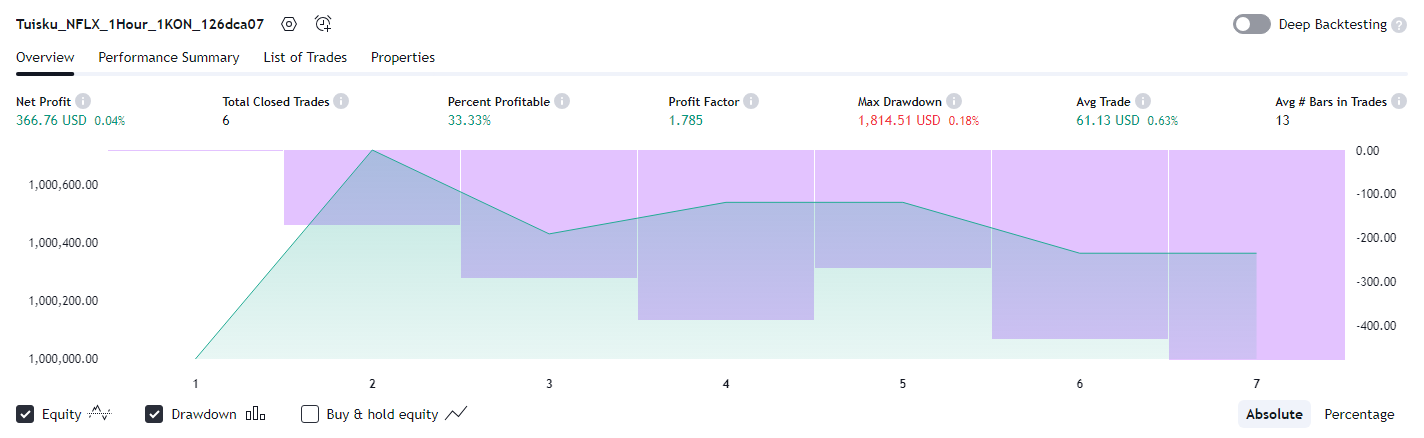 Tuisku_NFLX_1Hour_1KON_126dca07
Deep Backtesting ?
Overview Performance Summary List of Trades Properties
Net Profit Total Closed Trades Percent Profitable Profit Factor Max Drawdown Avg Trade Avg # Bars in Trades
366.76 USD 0.04% 6 33.33% 1.785 1,814.51 USD 0.18% 61.13 USD 0.63% 13
0.00
1,000,600.00
-100.00
1,000,400.00 -200.00
-300.00
1,000,200.00
-400.00
1,000,000.00
1 2 3 4 5 6 7
Equity Drawdown Buy & hold equity Absolute Percentage